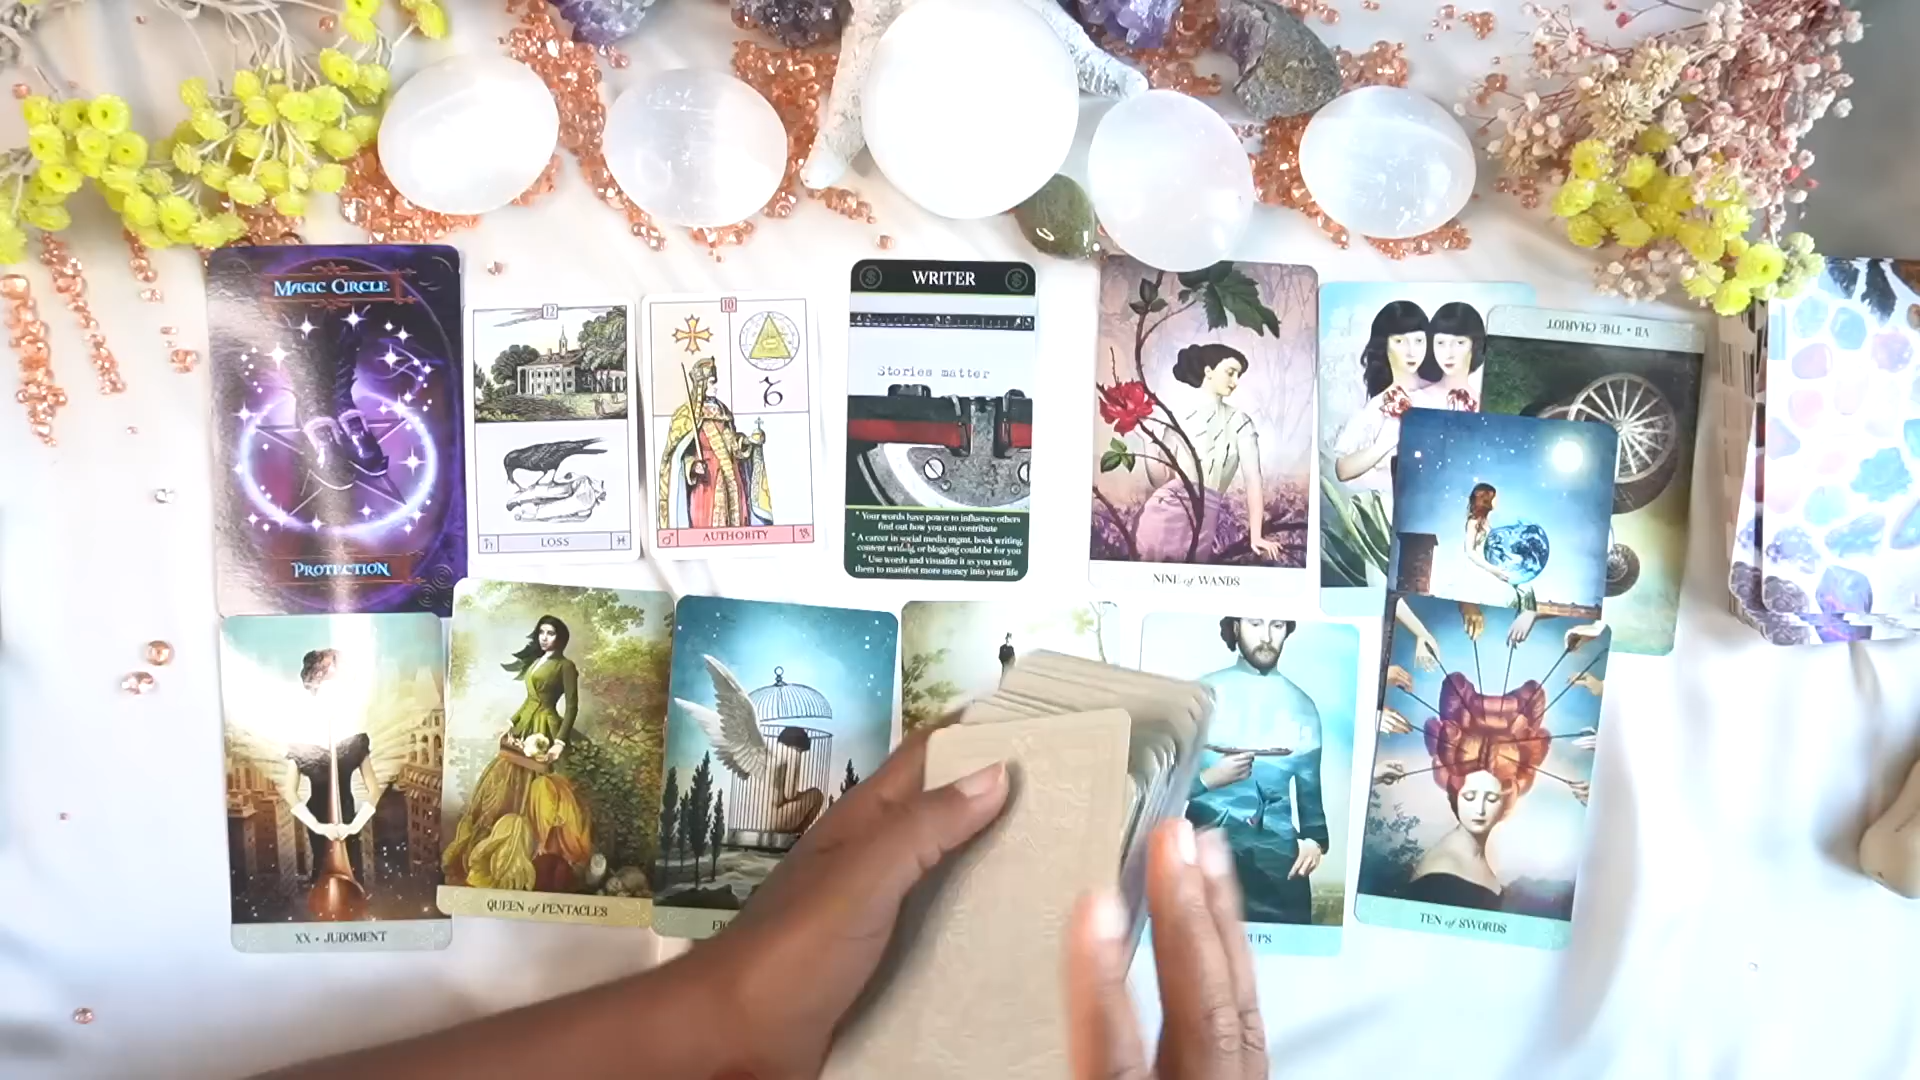 MAGIC CIRCLE
PROTECTION
12
LOSS
10
AUTHORITY
WRITER
Stories matter
* Your words have power to influence others
find out how you can contribute
* A career in social media mgmt, book writing,
content writing, or blogging could be for you
* Use words and visualize it as you write
them to manifest more money into your life
NINE of WANDS
VII • THE CHARIOT
XX • JUDGMENT
QUEEN of PENTACLES
TEN of SWORDS